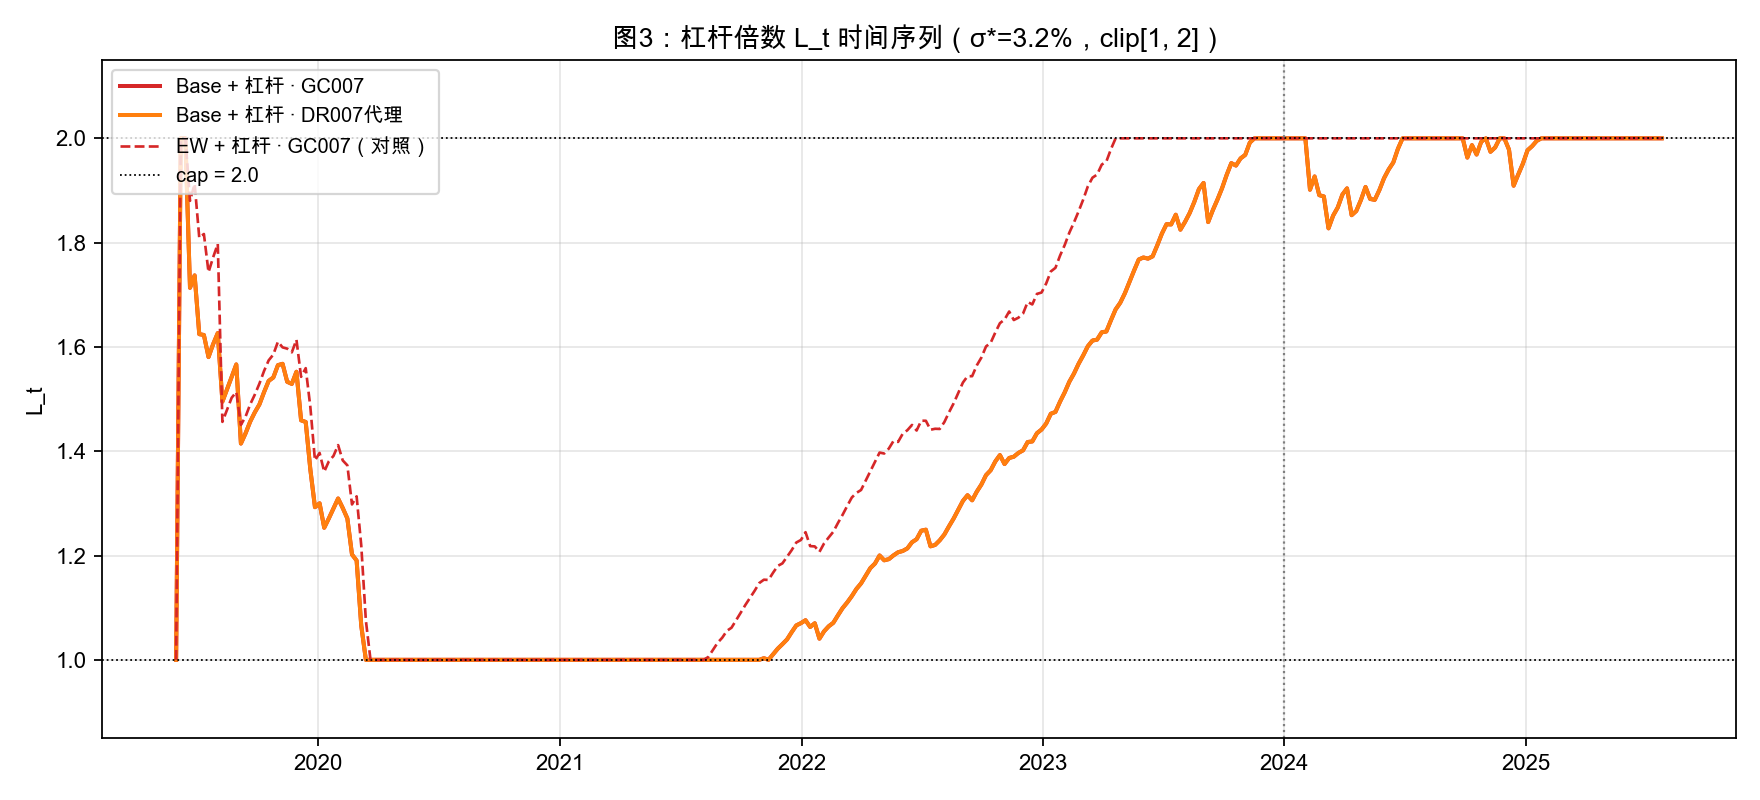 图3：杠杆倍数 L_t 时间序列（σ*=3.2%，clip[1, 2]）
Base + 杠杆 · GC007
Base + 杠杆 · DR007代理
EW + 杠杆 · GC007（对照）
cap = 2.0
L_t
2.0
1.8
1.6
1.4
1.2
1.0
2020
2021
2022
2023
2024
2025